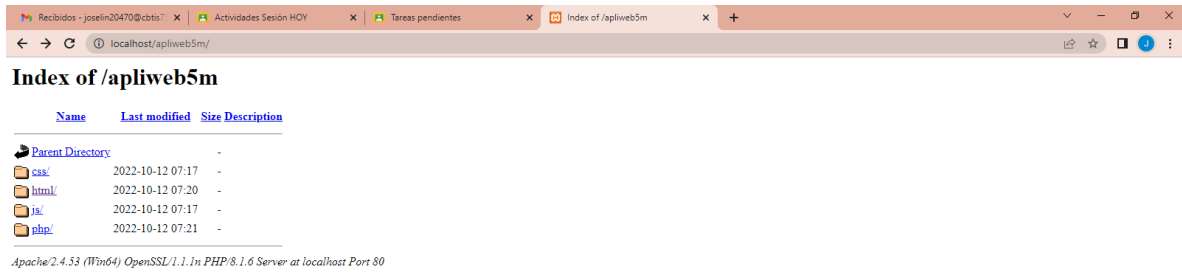 Recibidos - joselin20470@cbtis7
Actividades Sesión HOY
Tareas pendientes
Index of /apliweb5m
localhost/apliweb5m/
J
Index of /apliweb5m
Name Last modified Size Description
Parent Directory -
css/ 2022-10-12 07:17 -
html/ 2022-10-12 07:20 -
js/ 2022-10-12 07:17 -
php/ 2022-10-12 07:21 -
Apache/2.4.53 (Win64) OpenSSL/1.1.1n PHP/8.1.6 Server at localhost Port 80